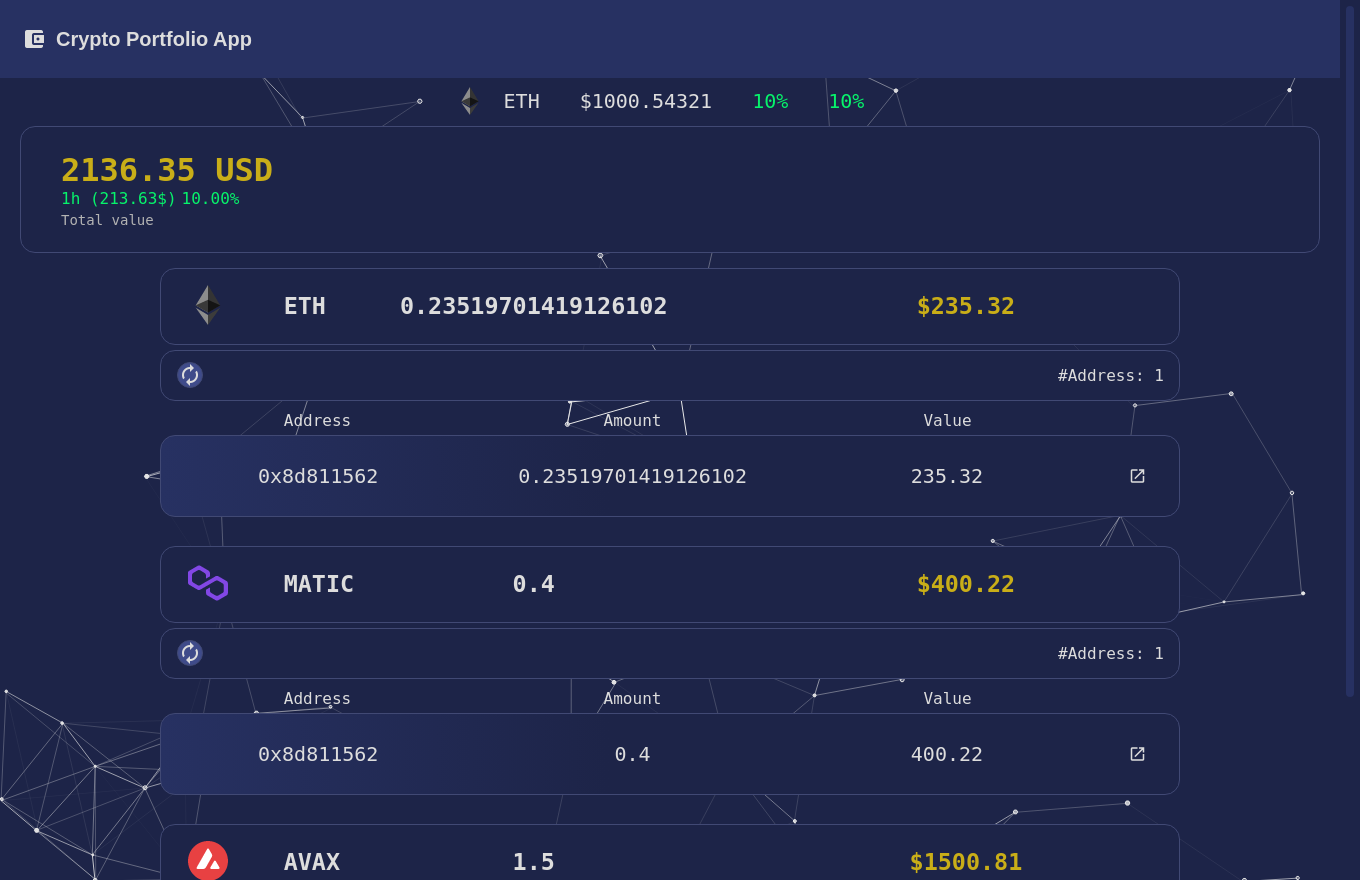 Crypto Portfolio App
ETH $1000.54321 10% 10%
2136.35 USD
1h (213.63$) 10.00%
Total value
ETH 0.23519701419126102 $235.32
#Address: 1
Address Amount Value
0x8d811562 0.23519701419126102 235.32
MATIC 0.4 $400.22
#Address: 1
Address Amount Value
0x8d811562 0.4 400.22
AVAX 1.5 $1500.81